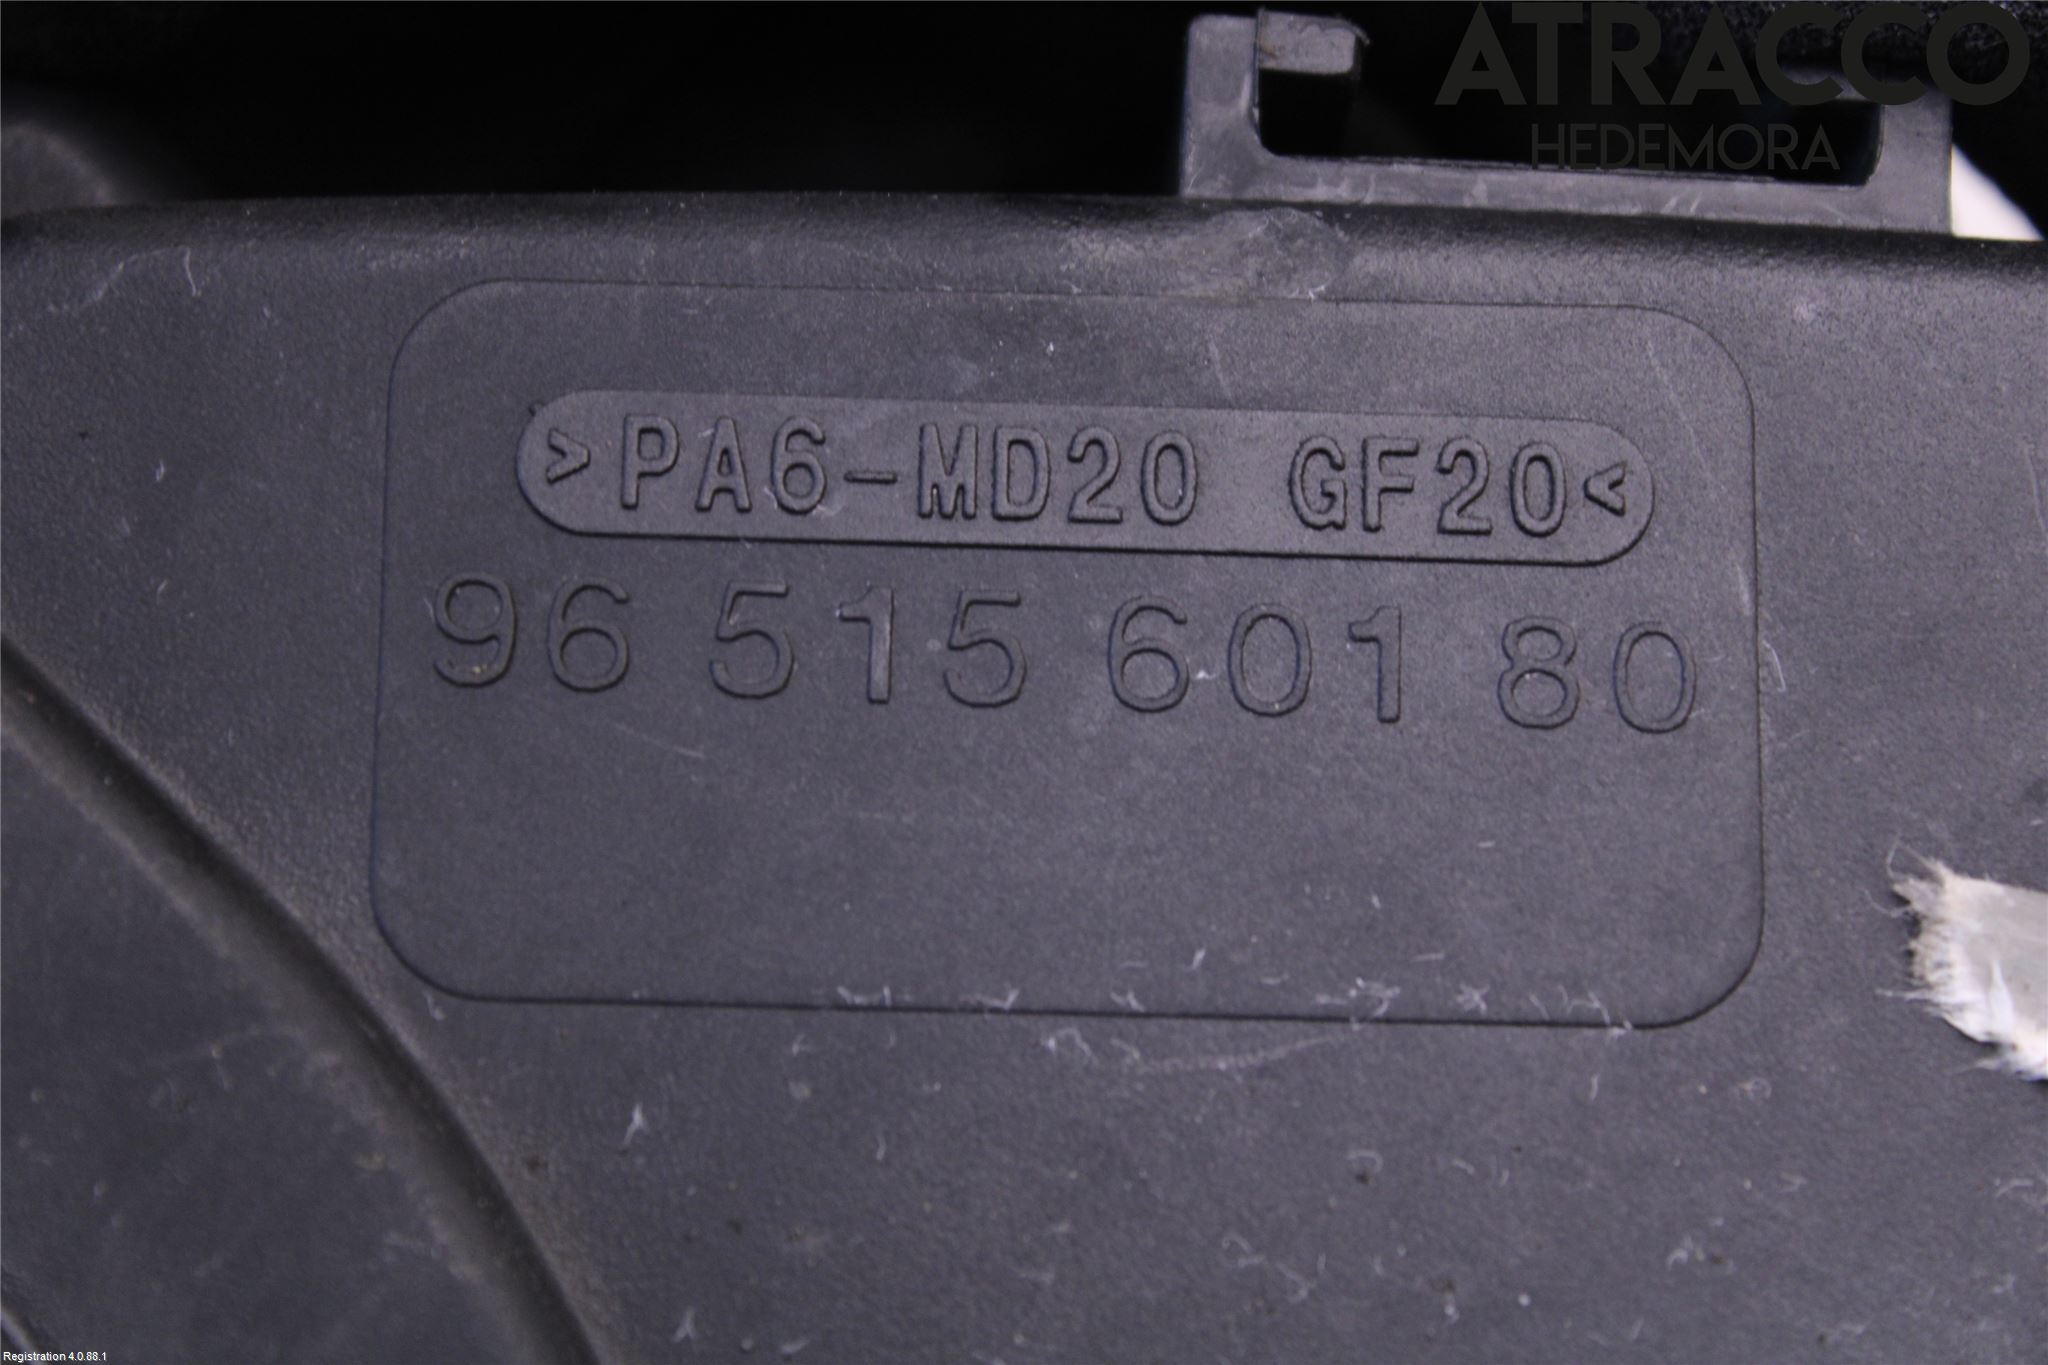 ATRACCO
HEDEMORA
>PA6-MD20 GF20<
96 515 601 80
Registration 4.0.88.1